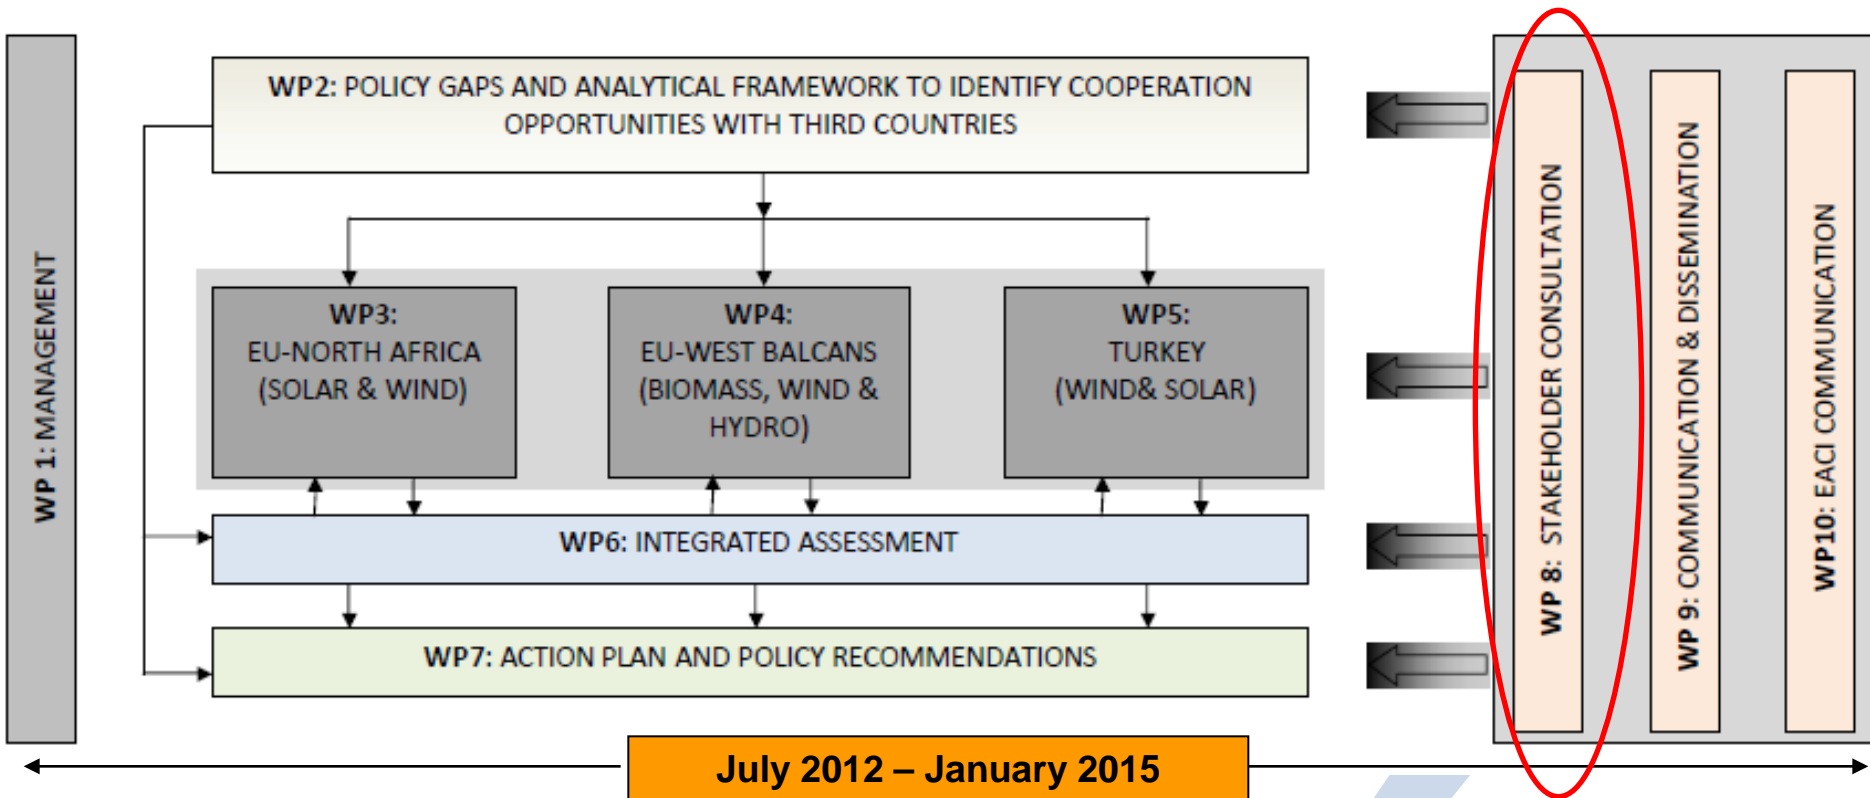 WP 1: MANAGEMENT
WP2: POLICY GAPS AND ANALYTICAL FRAMEWORK TO IDENTIFY COOPERATION
OPPORTUNITIES WITH THIRD COUNTRIES
WP3:
EU-NORTH AFRICA
(SOLAR & WIND)
WP4:
EU-WEST BALCANS
(BIOMASS, WIND &
HYDRO)
WP5:
TURKEY
(WIND& SOLAR)
WP6: INTEGRATED ASSESSMENT
WP7: ACTION PLAN AND POLICY RECOMMENDATIONS
WP 8: STAKEHOLDER CONSULTATION
WP 9: COMMUNICATION & DISSEMINATION
WP10: EACI COMMUNICATION
July 2012 – January 2015